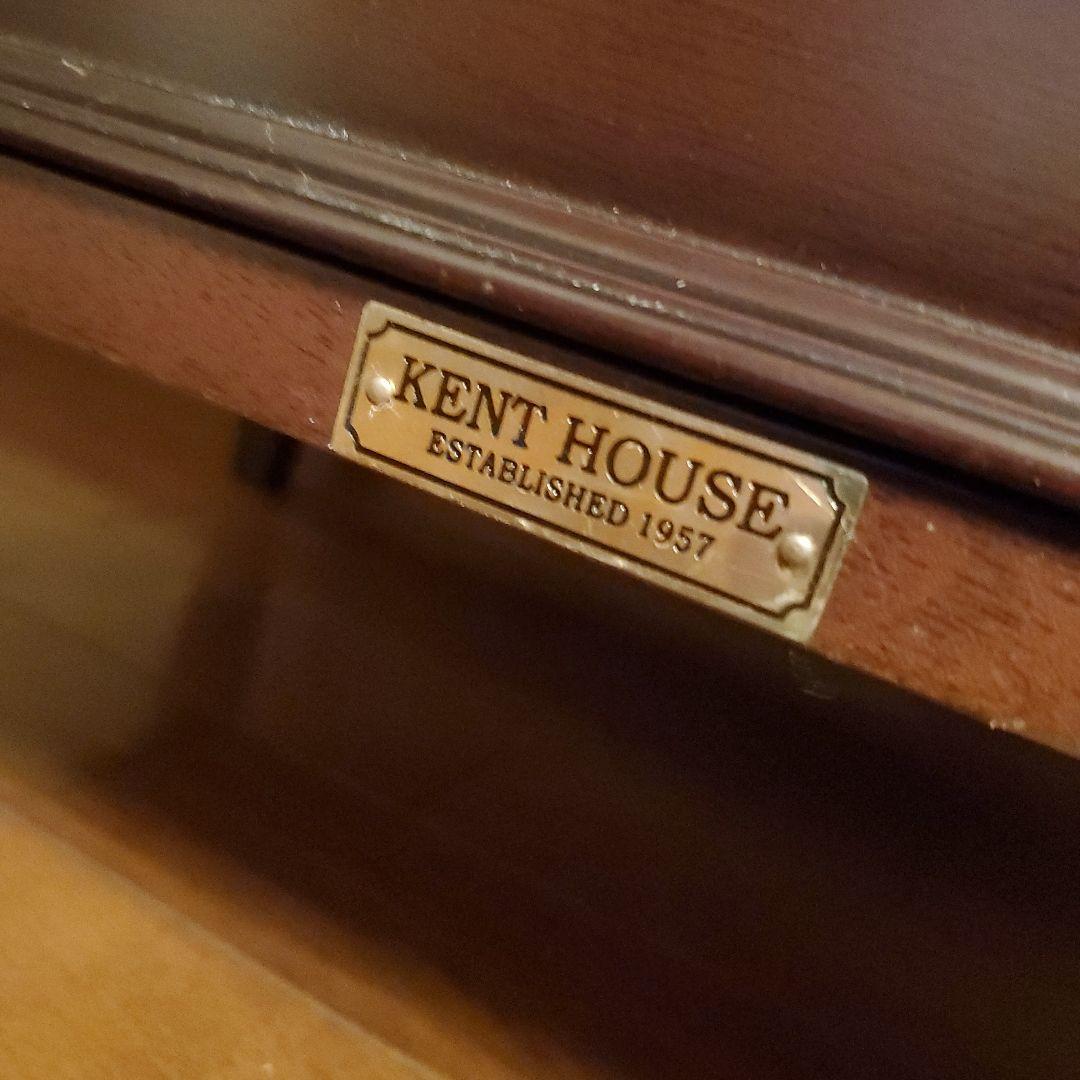 KENT HOUSE
ESTABLISHED 1957